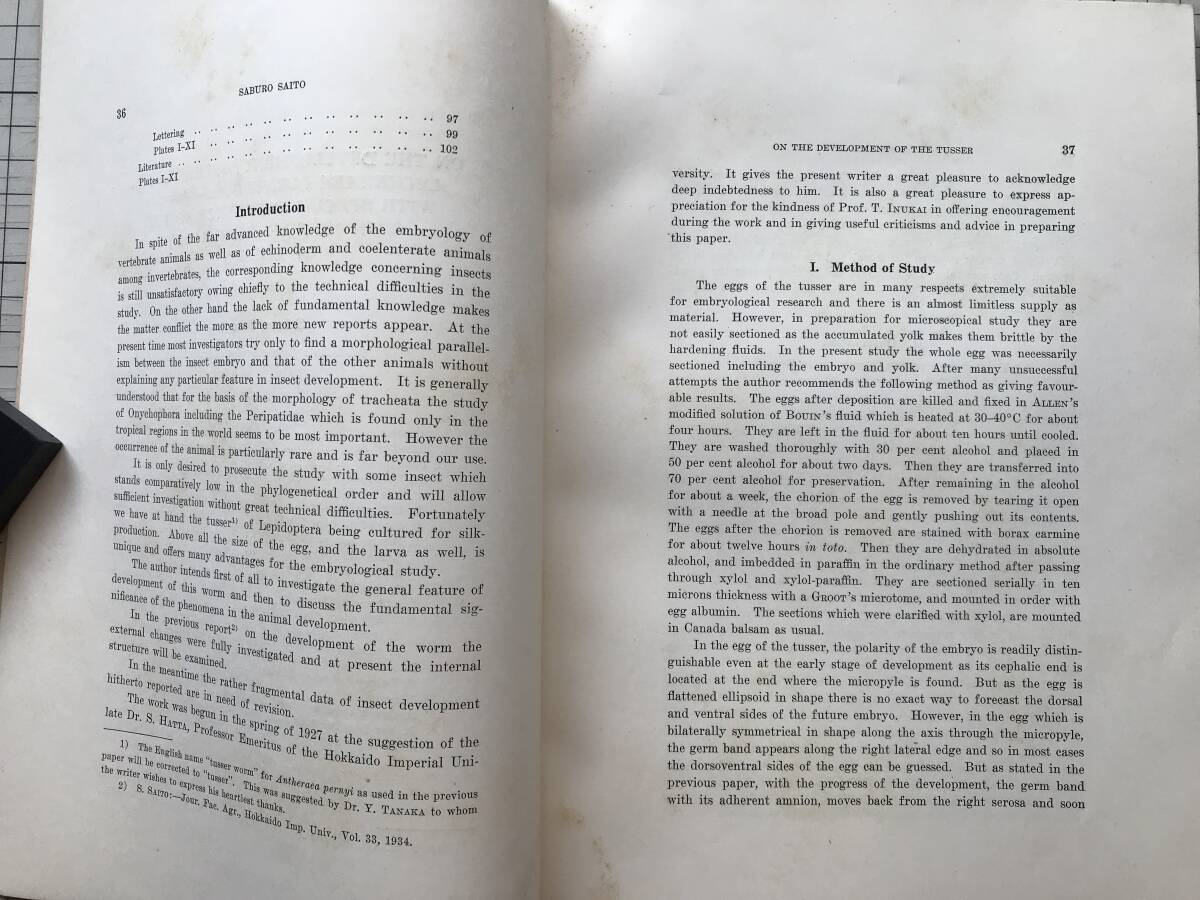 36
SABURO SAITO
Lettering .. .. .. .. .. .. .. .. .. .. .. .. .. .. 97
Plates I-XI .. .. .. .. .. .. .. .. .. .. .. .. .. 99
Literature .. .. .. .. .. .. .. .. .. .. .. .. .. .. 102
Plates I-XI
Introduction
In spite of the far advanced knowledge of the embryology of
vertebrate animals as well as of echinoderm and coelenterate animals
among invertebrates, the corresponding knowledge concerning insects
is still unsatisfactory owing chiefly to the technical difficulties in the
study. On the other hand the lack of fundamental knowledge makes
the matter conflict the more as the more new reports appear. At the
present time most investigators try only to find a morphological parallel-
ism between the insect embryo and that of the other animals without
explaining any particular feature in insect development. It is generally
understood that for the basis of the morphology of tracheata the study
of Onychophora including the Peripatidae which is found only in the
tropical regions in the world seems to be most important. However the
occurrence of the animal is particularly rare and is far beyond our use.
It is only desired to prosecute the study with some insect which
stands comparatively low in the phylogenetical order and will allow
sufficient investigation without great technical difficulties. Fortunately
we have at hand the tusser1) of Lepidoptera being cultured for silk-
production. Above all the size of the egg, and the larva as well, is
unique and offers many advantages for the embryological study.
The author intends first of all to investigate the general feature of
development of this worm and then to discuss the fundamental sig-
nificance of the phenomena in the animal development.
In the previous report2) on the development of the worm the
external changes were fully investigated and at present the internal
structure will be examined.
In the meantime the rather fragmental data of insect development
hitherto reported are in need of revision.
The work was begun in the spring of 1927 at the suggestion of the
late Dr. S. HATTA, Professor Emeritus of the Hokkaido Imperial Uni-
1) The English name "tusser worm" for Antheraea pernyi as used in the previous
paper will be corrected to "tusser". This was suggested by Dr. Y. TANAKA to whom
the writer wishes to express his heartiest thanks.
2) S. SAITO:—Jour. Fac. Agr., Hokkaido Imp. Univ., Vol. 33, 1934.
ON THE DEVELOPMENT OF THE TUSSER 37
versity. It gives the present writer a great pleasure to acknowledge
deep indebtedness to him. It is also a great pleasure to express ap-
preciation for the kindness of Prof. T. INUKAI in offering encouragement
during the work and in giving useful criticisms and advice in preparing
this paper.
I. Method of Study
The eggs of the tusser are in many respects extremely suitable
for embryological research and there is an almost limitless supply as
material. However, in preparation for microscopical study they are
not easily sectioned as the accumulated yolk makes them brittle by the
hardening fluids. In the present study the whole egg was necessarily
sectioned including the embryo and yolk. After many unsuccessful
attempts the author recommends the following method as giving favour-
able results. The eggs after deposition are killed and fixed in ALLEN's
modified solution of BOUIN's fluid which is heated at 30–40°C for about
four hours. They are left in the fluid for about ten hours until cooled.
They are washed thoroughly with 30 per cent alcohol and placed in
50 per cent alcohol for about two days. Then they are transferred into
70 per cent alcohol for preservation. After remaining in the alcohol
for about a week, the chorion of the egg is removed by tearing it open
with a needle at the broad pole and gently pushing out its contents.
The eggs after the chorion is removed are stained with borax carmine
for about twelve hours in toto. Then they are dehydrated in absolute
alcohol, and imbedded in paraffin in the ordinary method after passing
through xylol and xylol-paraffin. They are sectioned serially in ten
microns thickness with a GROOT's microtome, and mounted in order with
egg albumin. The sections which were clarified with xylol, are mounted
in Canada balsam as usual.
In the egg of the tusser, the polarity of the embryo is readily distin-
guishable even at the early stage of development as its cephalic end is
located at the end where the micropyle is found. But as the egg is
flattened ellipsoid in shape there is no exact way to forecast the dorsal
and ventral sides of the future embryo. However, in the egg which is
bilaterally symmetrical in shape along the axis through the micropyle,
the germ band appears along the right lateral edge and so in most cases
the dorsoventral sides of the egg can be guessed. But as stated in the
previous paper, with the progress of the development, the germ band
with its adherent amnion, moves back from the right serosa and soon